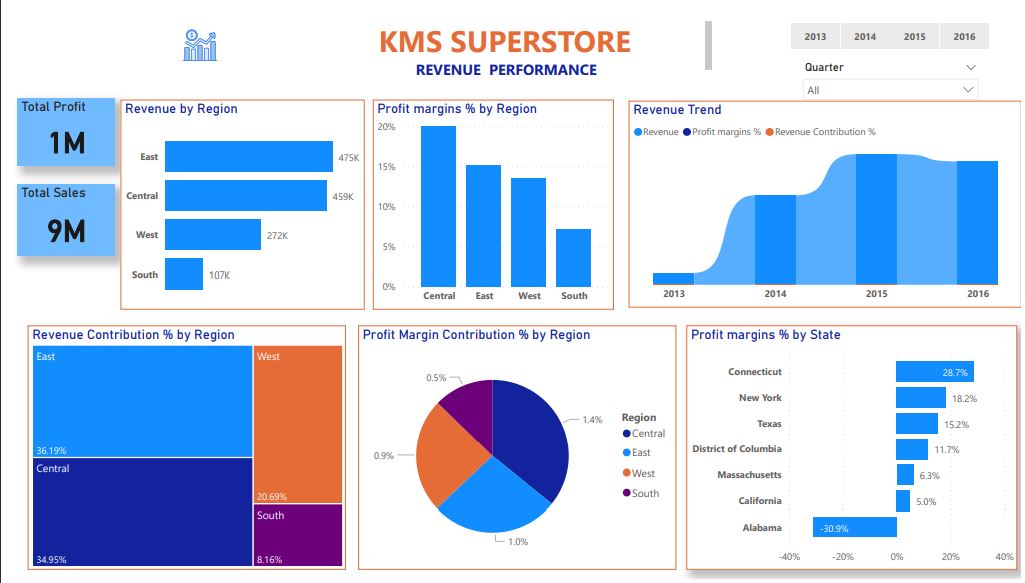 KMS SUPERSTORE
REVENUE PERFORMANCE
2013 2014 2015 2016
Quarter
All
Total Profit
1M
Total Sales
9M
Revenue by Region
East 475K
Central 459K
West 272K
South 107K
Profit margins % by Region
20%
15%
10%
5%
0%
Central East West South
Revenue Trend
Revenue Profit margins % Revenue Contribution %
2013 2014 2015 2016
Revenue Contribution % by Region
East
36.19%
Central
34.95%
West
20.69%
South
8.16%
Profit Margin Contribution % by Region
0.5%
1.4%
0.9%
1.0%
Region
Central
East
West
South
Profit margins % by State
Connecticut 28.7%
New York 18.2%
Texas 15.2%
District of Columbia 11.7%
Massachusetts 6.3%
California 5.0%
Alabama -30.9%
-40% -20% 0% 20% 40%